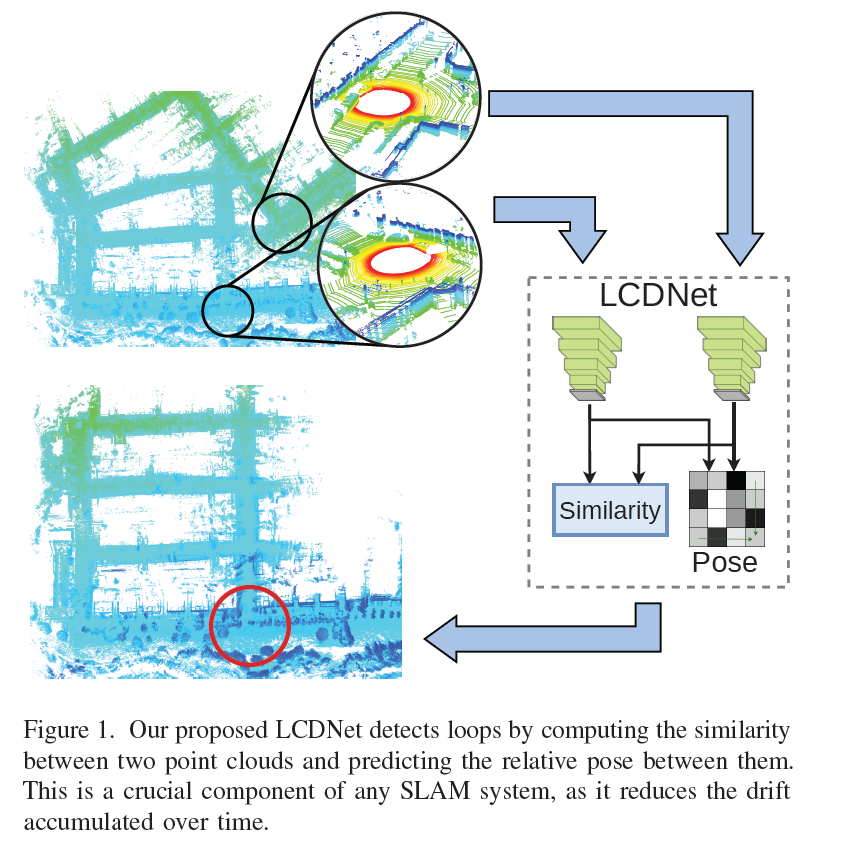 LCDNet
Similarity
Pose
Figure 1. Our proposed LCDNet detects loops by computing the similarity
between two point clouds and predicting the relative pose between them.
This is a crucial component of any SLAM system, as it reduces the drift
accumulated over time.